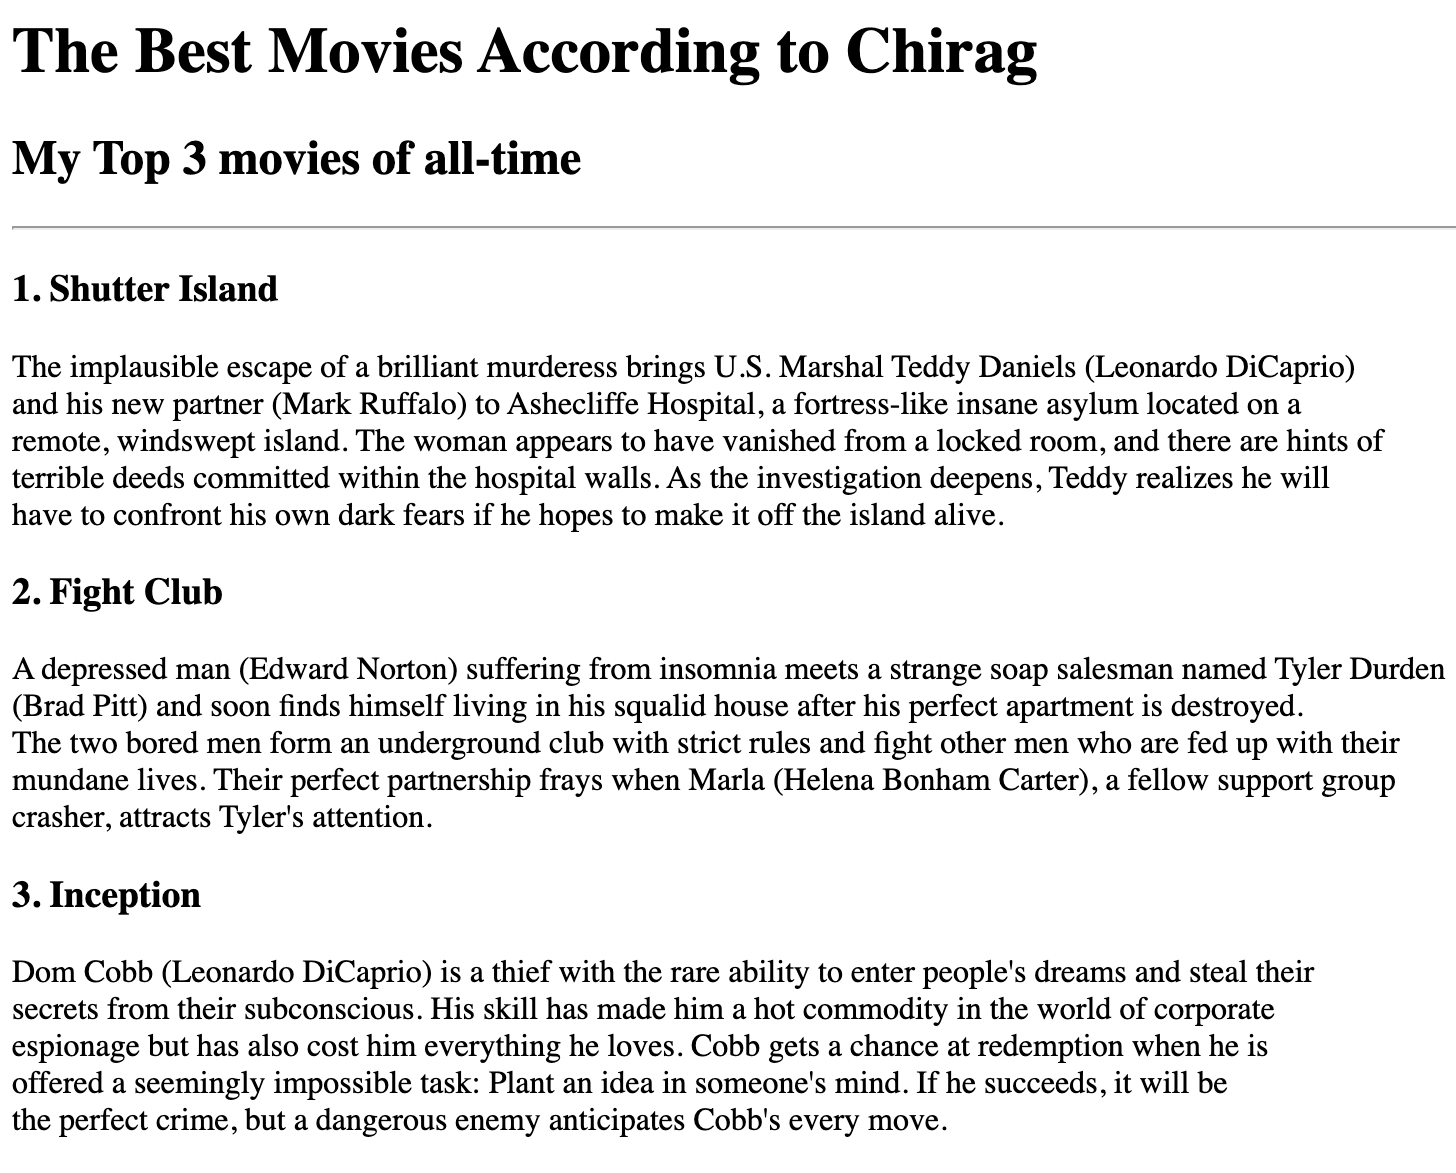 The Best Movies According to Chirag
My Top 3 movies of all-time
1. Shutter Island
The implausible escape of a brilliant murderess brings U.S. Marshal Teddy Daniels (Leonardo DiCaprio)
and his new partner (Mark Ruffalo) to Ashecliffe Hospital, a fortress-like insane asylum located on a
remote, windswept island. The woman appears to have vanished from a locked room, and there are hints of
terrible deeds committed within the hospital walls. As the investigation deepens, Teddy realizes he will
have to confront his own dark fears if he hopes to make it off the island alive.
2. Fight Club
A depressed man (Edward Norton) suffering from insomnia meets a strange soap salesman named Tyler Durden
(Brad Pitt) and soon finds himself living in his squalid house after his perfect apartment is destroyed.
The two bored men form an underground club with strict rules and fight other men who are fed up with their
mundane lives. Their perfect partnership frays when Marla (Helena Bonham Carter), a fellow support group
crasher, attracts Tyler's attention.
3. Inception
Dom Cobb (Leonardo DiCaprio) is a thief with the rare ability to enter people's dreams and steal their
secrets from their subconscious. His skill has made him a hot commodity in the world of corporate
espionage but has also cost him everything he loves. Cobb gets a chance at redemption when he is
offered a seemingly impossible task: Plant an idea in someone's mind. If he succeeds, it will be
the perfect crime, but a dangerous enemy anticipates Cobb's every move.